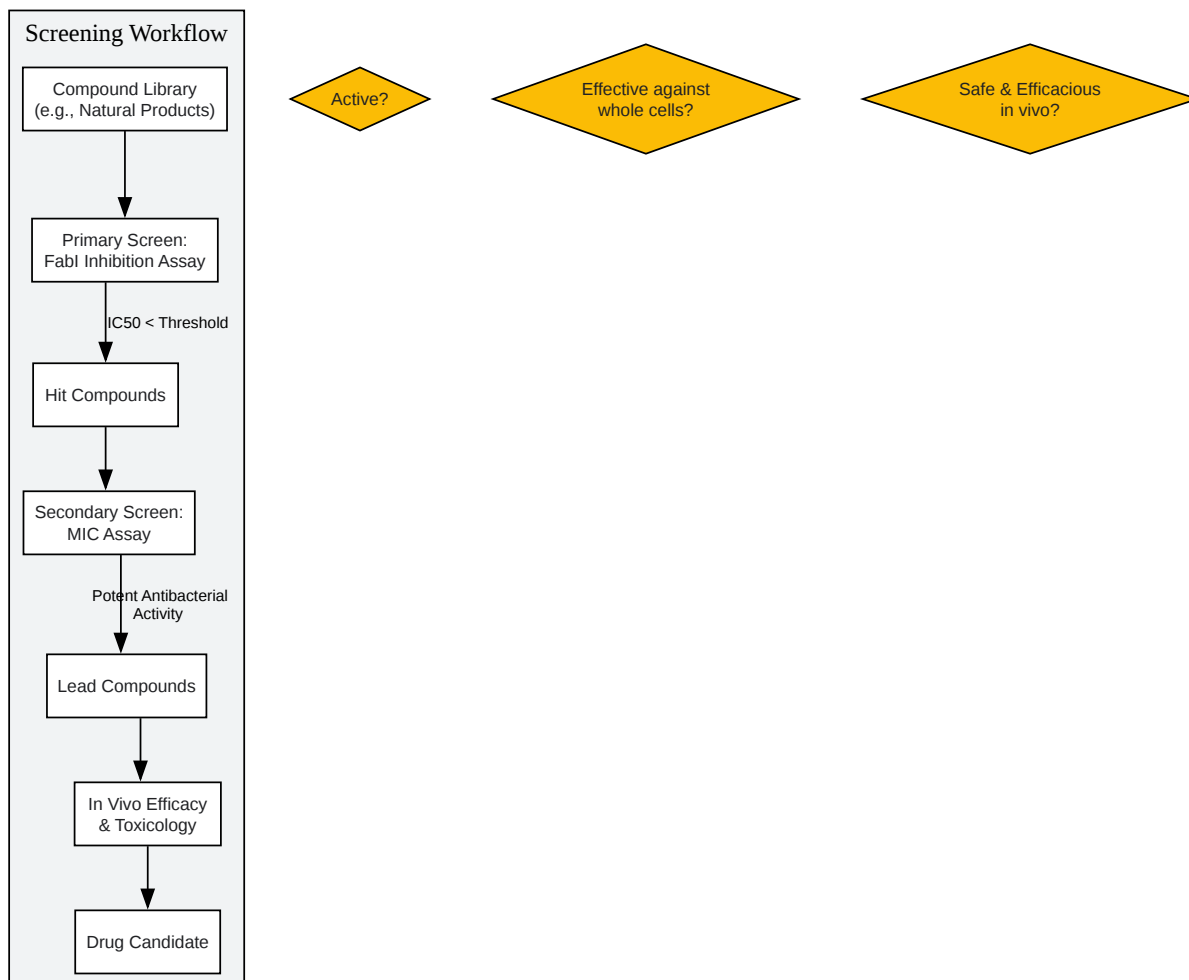 Screening Workflow
Compound Library
(e.g., Natural Products)
Active?
Effective against
whole cells?
Safe & Efficacious
in vivo?
Primary Screen:
FabI Inhibition Assay
IC50 < Threshold
Hit Compounds
Secondary Screen:
MIC Assay
Potent Antibacterial
Activity
Lead Compounds
In Vivo Efficacy
& Toxicology
Drug Candidate